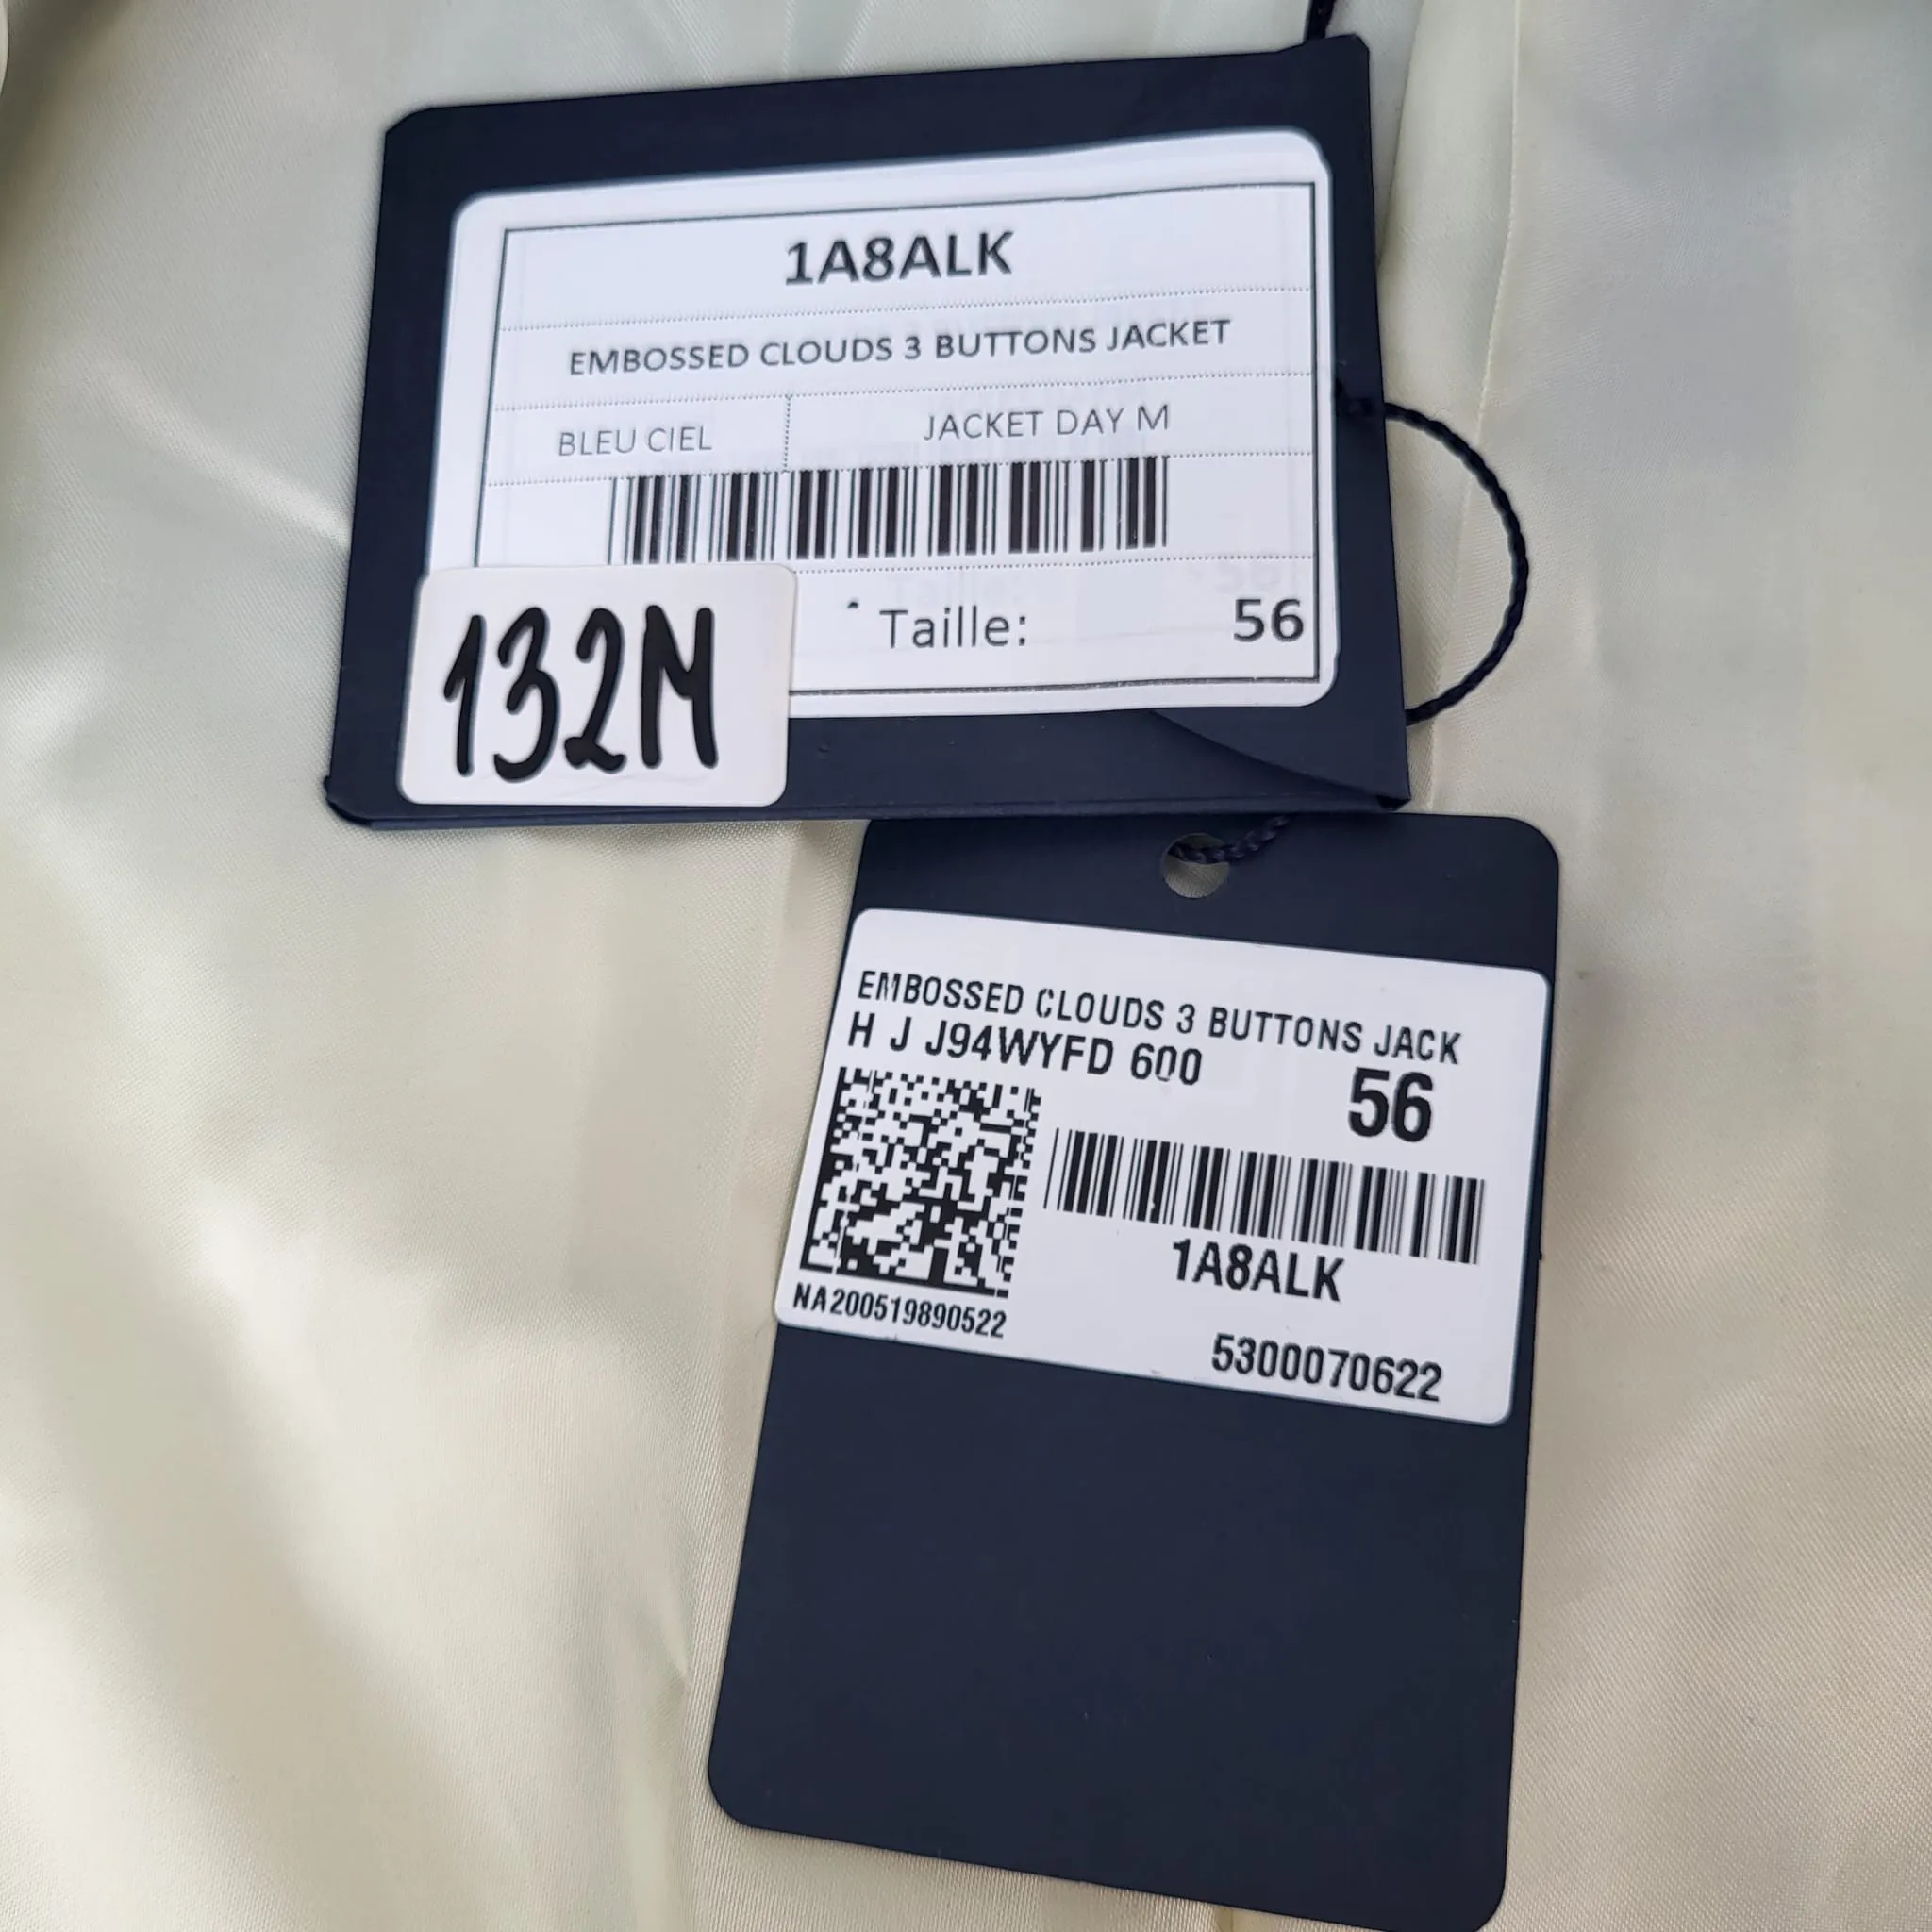 1A8ALK
EMBOSSED CLOUDS 3 BUTTONS JACKET
BLEU CIEL JACKET DAY M
Taille: 56
132M
EMBOSSED CLOUDS 3 BUTTONS JACK
H J J94WYFD 600
56
1A8ALK
NA200519890522
5300070622